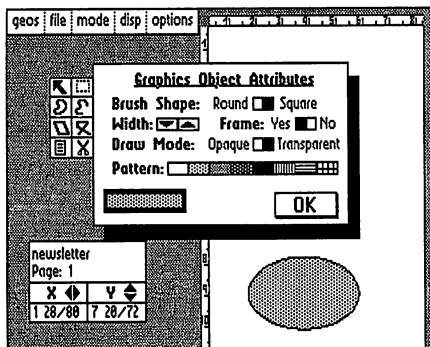 geos file mode disp options
Graphics Object Attributes
Brush Shape: Round Square
Width: Frame: Yes No
Draw Mode: Opaque Transparent
Pattern:
OK
newsletter
Page: 1
X Y
1 28/80 7 20/72